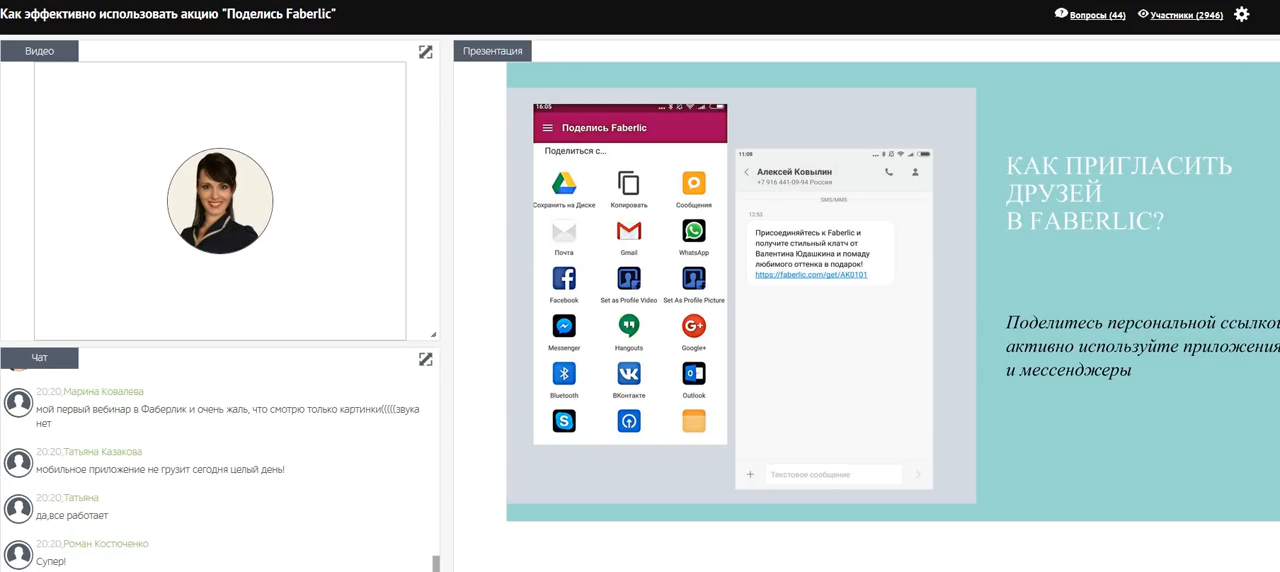 Как эффективно использовать акцию "Поделись Faberlic"
Вопросы (44)
Участники (2946)
Видео
Чат
20:20,Марина Ковалева
мой первый вебинар в Фаберлик и очень жаль, что смотрю только картинки(((((звука
нет
20:20,Татьяна Казакова
мобильное приложение не грузит сегодня целый день!
20:20,Татьяна
да,все работает
20:20,Роман Костюченко
Супер!
Презентация
16:05
Поделись Faberlic
Поделиться с...
Сохранить на Диске
Копировать
Сообщения
Почта
Gmail
WhatsApp
Facebook
Set as Profile Video
Set As Profile Picture
Messenger
Hangouts
Google+
Bluetooth
ВКонтакте
Outlook
11:08
Алексей Ковылин
+7 916 441-09-94 Россия
SMS/MMS
12:53
Присоединяйтесь к Faberlic и
получите стильный клатч от
Валентина Юдашкина и помаду
любимого оттенка в подарок!
https://faberlic.com/get/AK0101
Текстовое сообщение
КАК ПРИГЛАСИТЬ
ДРУЗЕЙ
В FABERLIC?
Поделитесь персональной ссылкой
активно используйте приложения
и мессенджеры